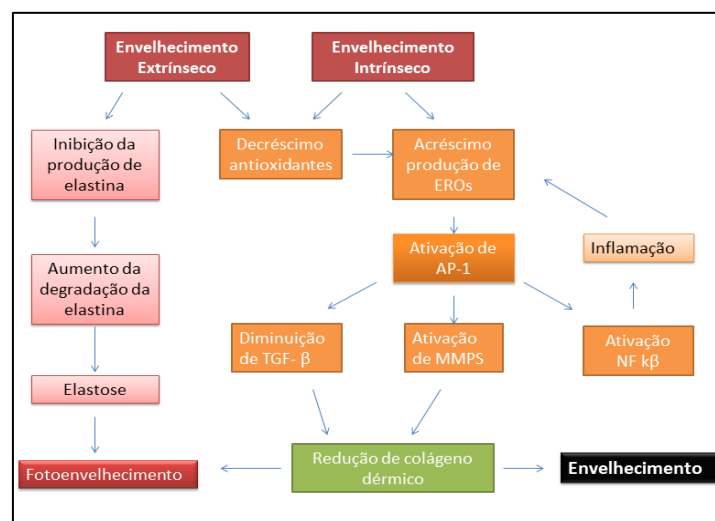 Envelhecimento
Extrínseco
Envelhecimento
Intrínseco
Inibição da
produção de
elastina
Decréscimo
antioxidantes
Acréscimo
produção de
EROs
Aumento da
degradação da
elastina
Ativação de
AP-1
Inflamação
Diminuição
de TGF- β
Ativação
de MMPS
Ativação
NF kβ
Elastose
Fotoenvelhecimento
Redução de colágeno
dérmico
Envelhecimento